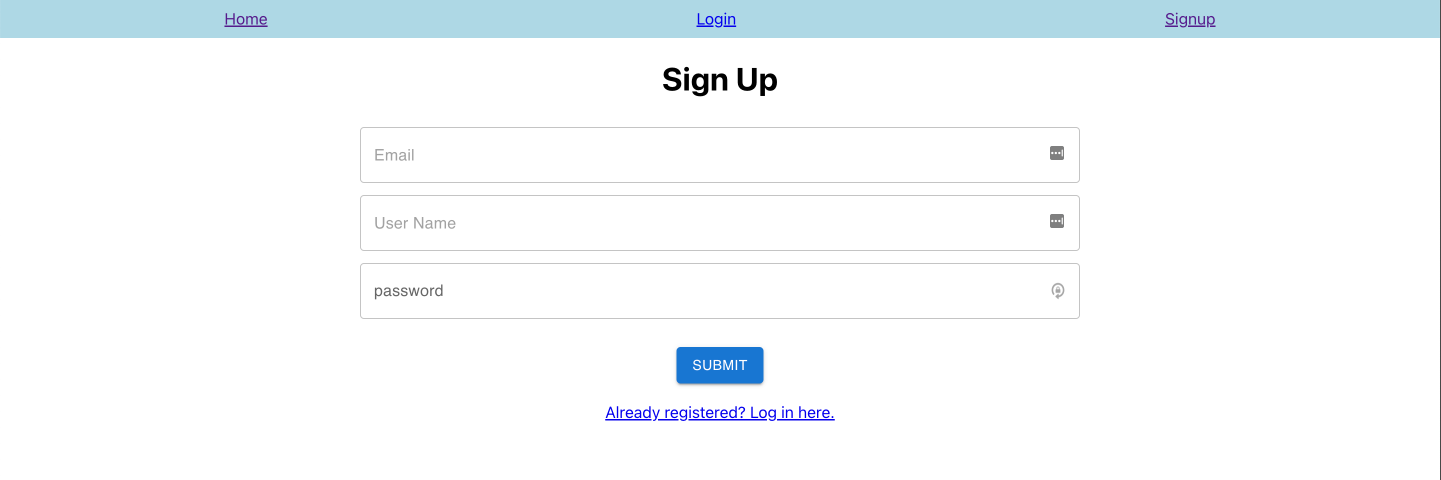 Home Login Signup
Sign Up
Email
User Name
password
SUBMIT
Already registered? Log in here.